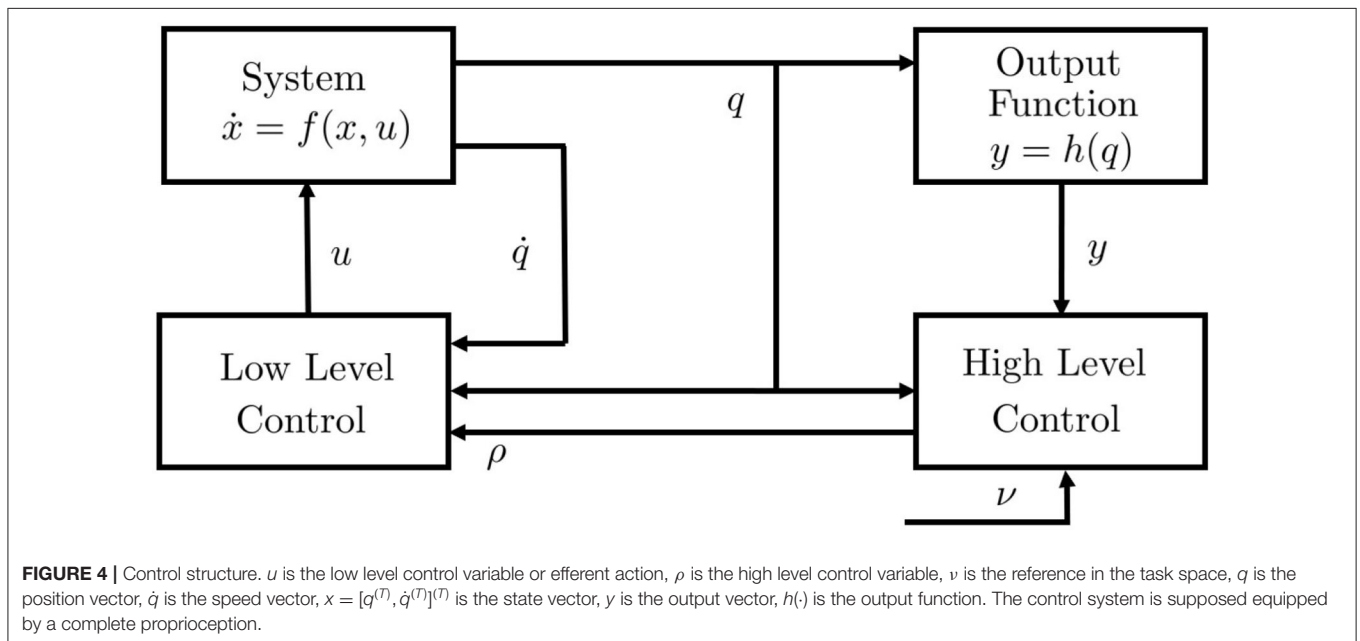 System
ẋ = f(x, u)
Output
Function
y = h(q)
q
u
q̇
y
Low Level
Control
High Level
Control
ρ
ν
FIGURE 4 | Control structure. u is the low level control variable or efferent action, ρ is the high level control variable, ν is the reference in the task space, q is the
position vector, q̇ is the speed vector, x = [q^(T), q̇^(T)]^(T) is the state vector, y is the output vector, h(·) is the output function. The control system is supposed equipped
by a complete proprioception.